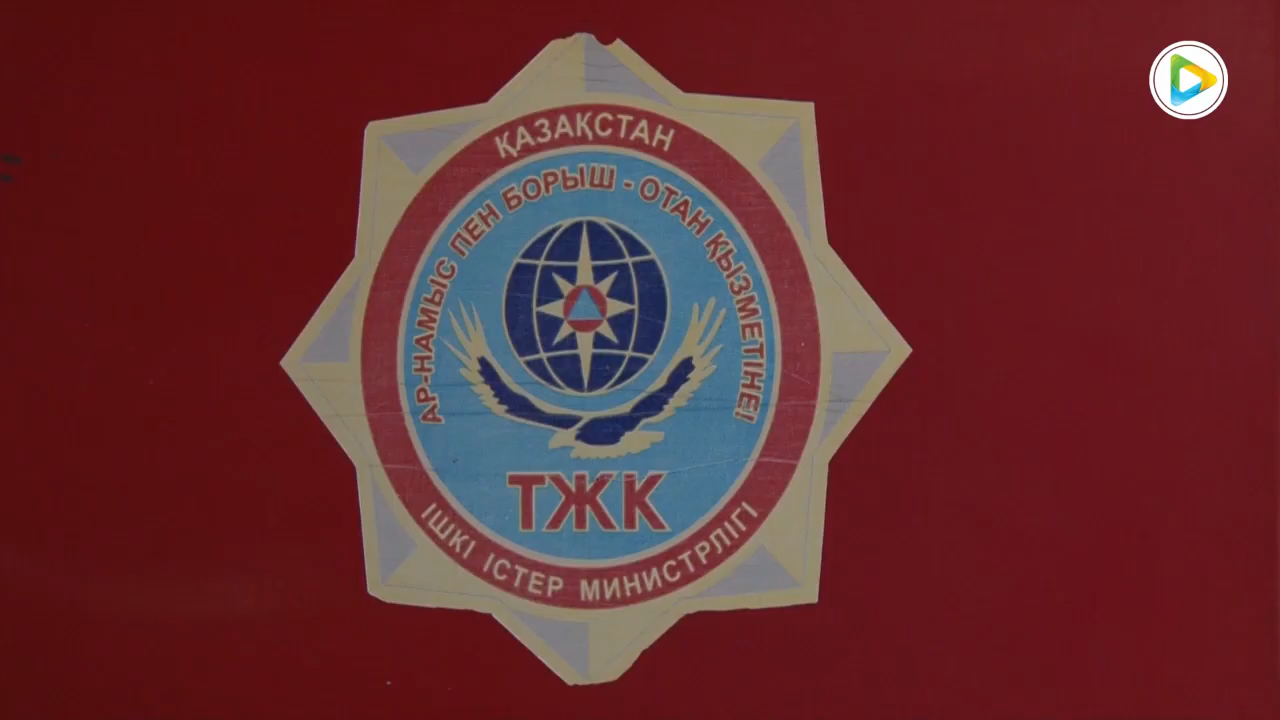 ҚАЗАҚСТАН
АР-НАМЫС ПЕН БОРЫШ - ОТАН ҚЫЗМЕТІНЕ!
ТЖК
ІШКІ ІСТЕР МИНИСТРЛІГІ